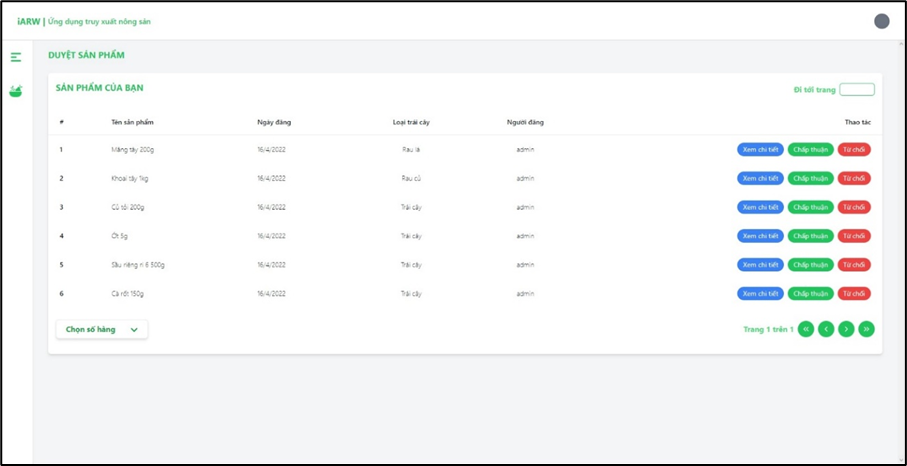 iARW | Ứng dụng truy xuất nông sản
DUYỆT SẢN PHẨM
SẢN PHẨM CỦA BẠN
Đi tới trang
# Tên sản phẩm Ngày đăng Loại trái cây Người đăng Thao tác
1 Măng tây 200g 16/4/2022 Rau lá admin Xem chi tiết Chấp thuận Từ chối
2 Khoai tây 1kg 16/4/2022 Rau củ admin Xem chi tiết Chấp thuận Từ chối
3 Củ tỏi 200g 16/4/2022 Trái cây admin Xem chi tiết Chấp thuận Từ chối
4 Ớt 5g 16/4/2022 Trái cây admin Xem chi tiết Chấp thuận Từ chối
5 Sầu riêng ri 6 500g 16/4/2022 Trái cây admin Xem chi tiết Chấp thuận Từ chối
6 Cà rốt 150g 16/4/2022 Trái cây admin Xem chi tiết Chấp thuận Từ chối
Chọn số hàng
Trang 1 trên 1 « ‹ › »